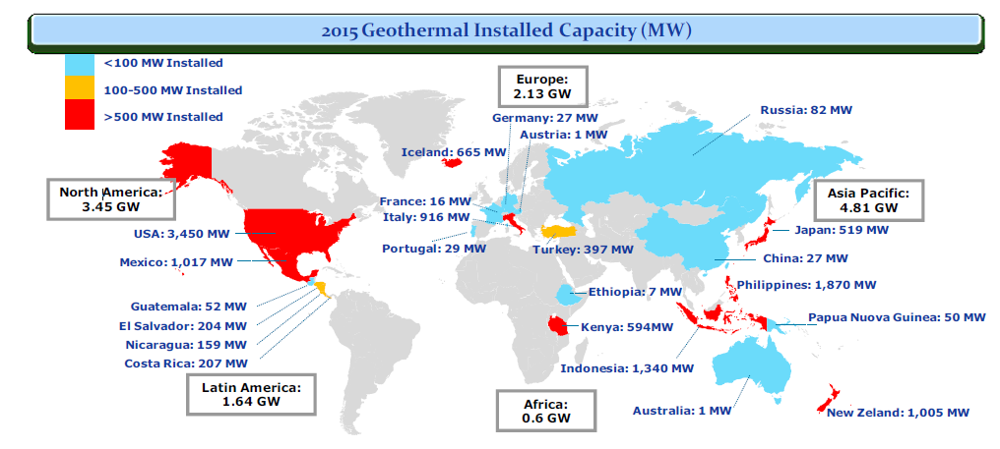 2015 Geothermal Installed Capacity (MW)
<100 MW Installed
100-500 MW Installed
>500 MW Installed
Europe:
2.13 GW
Germany: 27 MW
Austria: 1 MW
Russia: 82 MW
Iceland: 665 MW
North America:
3.45 GW
Asia Pacific:
4.81 GW
France: 16 MW
Italy: 916 MW
USA: 3,450 MW
Portugal: 29 MW
Turkey: 397 MW
Japan: 519 MW
Mexico: 1,017 MW
China: 27 MW
Philippines: 1,870 MW
Ethiopia: 7 MW
Guatemala: 52 MW
El Salvador: 204 MW
Nicaragua: 159 MW
Costa Rica: 207 MW
Kenya: 594MW
Papua Nuova Guinea: 50 MW
Indonesia: 1,340 MW
Latin America:
1.64 GW
Africa:
0.6 GW
Australia: 1 MW
New Zeland: 1,005 MW